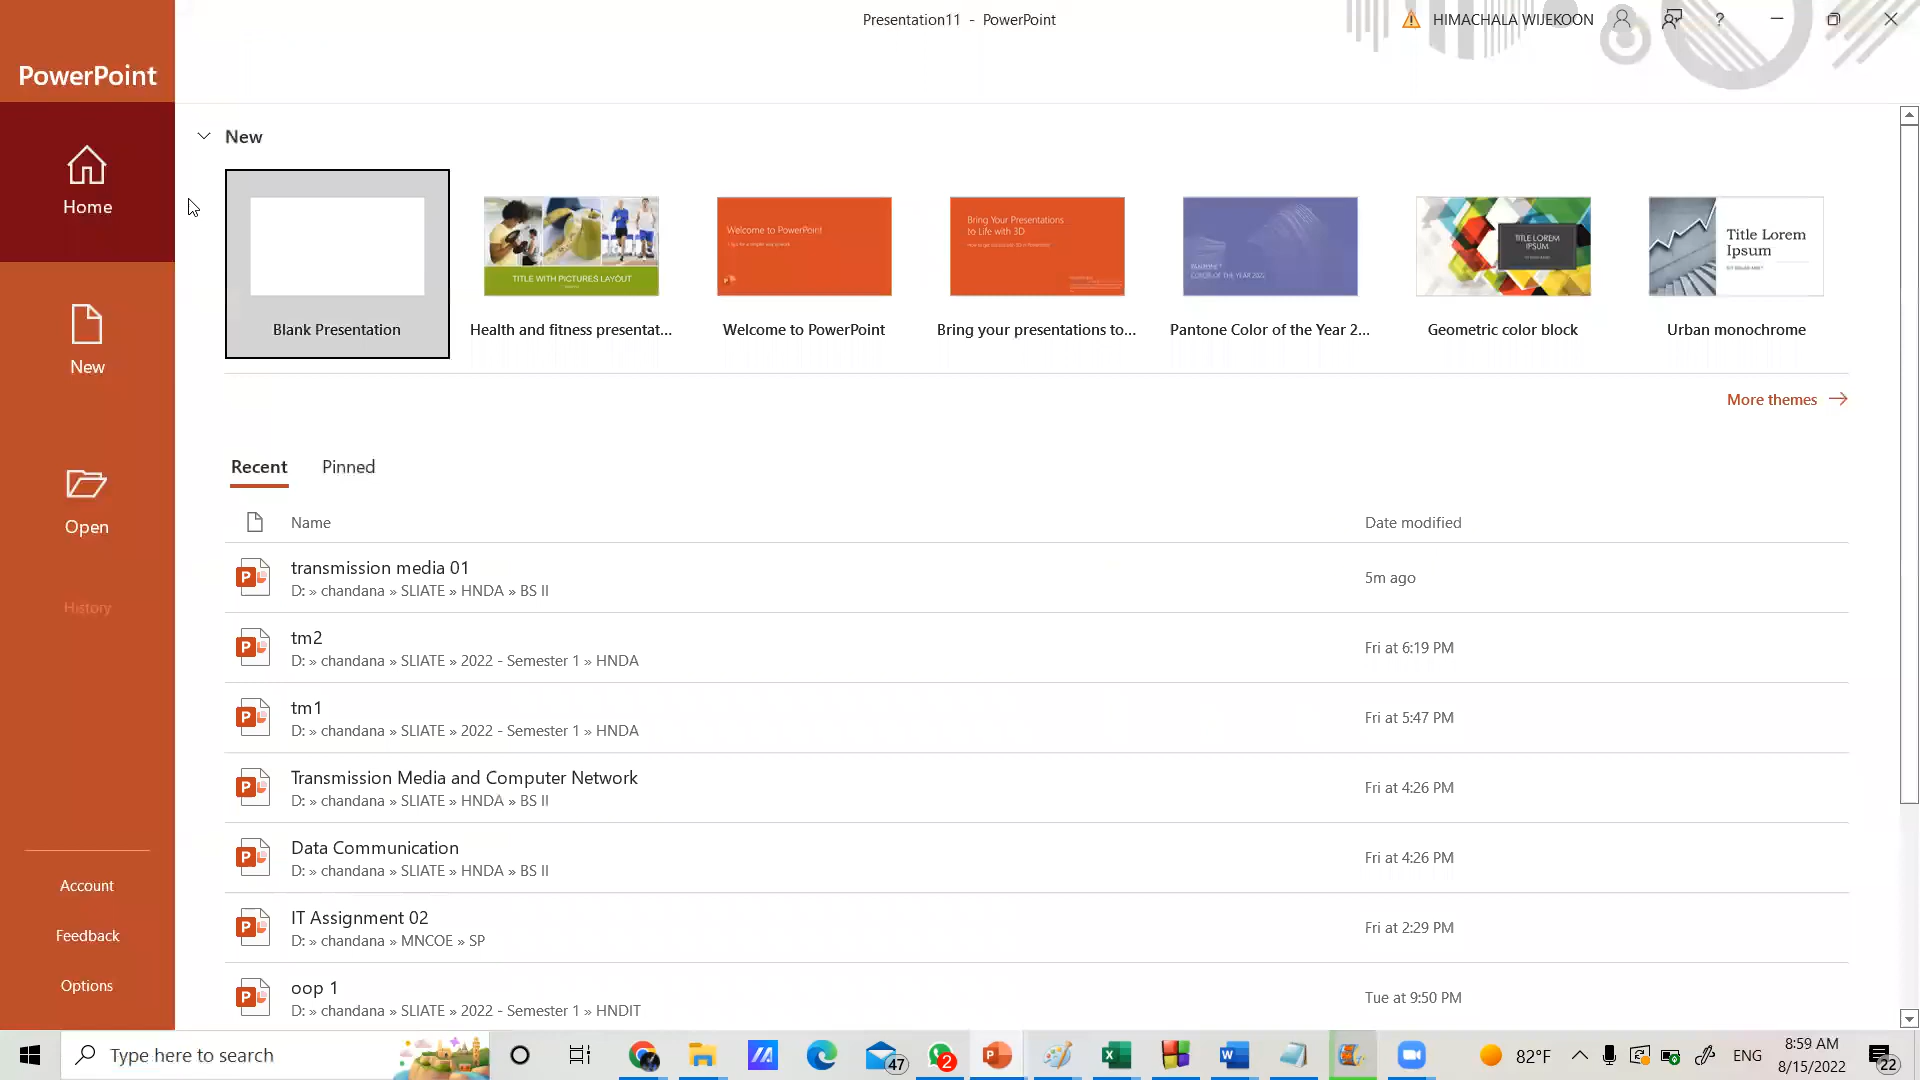 Presentation11 - PowerPoint
HIMACHALA WIJEKOON
?
PowerPoint
Home
New
Open
History
Account
Feedback
Options
New
Blank Presentation
TITLE WITH PICTURES LAYOUT
Health and fitness presentat...
Welcome to PowerPoint
Welcome to PowerPoint
Bring Your Presentations
to Life with 3D
Bring your presentations to...
PANTONE
COLOR OF THE YEAR 2022
Pantone Color of the Year 2...
TITLE LOREM
IPSUM
Geometric color block
Title Lorem
Ipsum
Urban monochrome
More themes
Recent Pinned
Name Date modified
transmission media 01
D: » chandana » SLIATE » HNDA » BS II
5m ago
tm2
D: » chandana » SLIATE » 2022 - Semester 1 » HNDA
Fri at 6:19 PM
tm1
D: » chandana » SLIATE » 2022 - Semester 1 » HNDA
Fri at 5:47 PM
Transmission Media and Computer Network
D: » chandana » SLIATE » HNDA » BS II
Fri at 4:26 PM
Data Communication
D: » chandana » SLIATE » HNDA » BS II
Fri at 4:26 PM
IT Assignment 02
D: » chandana » MNCOE » SP
Fri at 2:29 PM
oop 1
D: » chandana » SLIATE » 2022 - Semester 1 » HNDIT
Tue at 9:50 PM
Type here to search
47
2
82°F
ENG
8:59 AM
8/15/2022
22